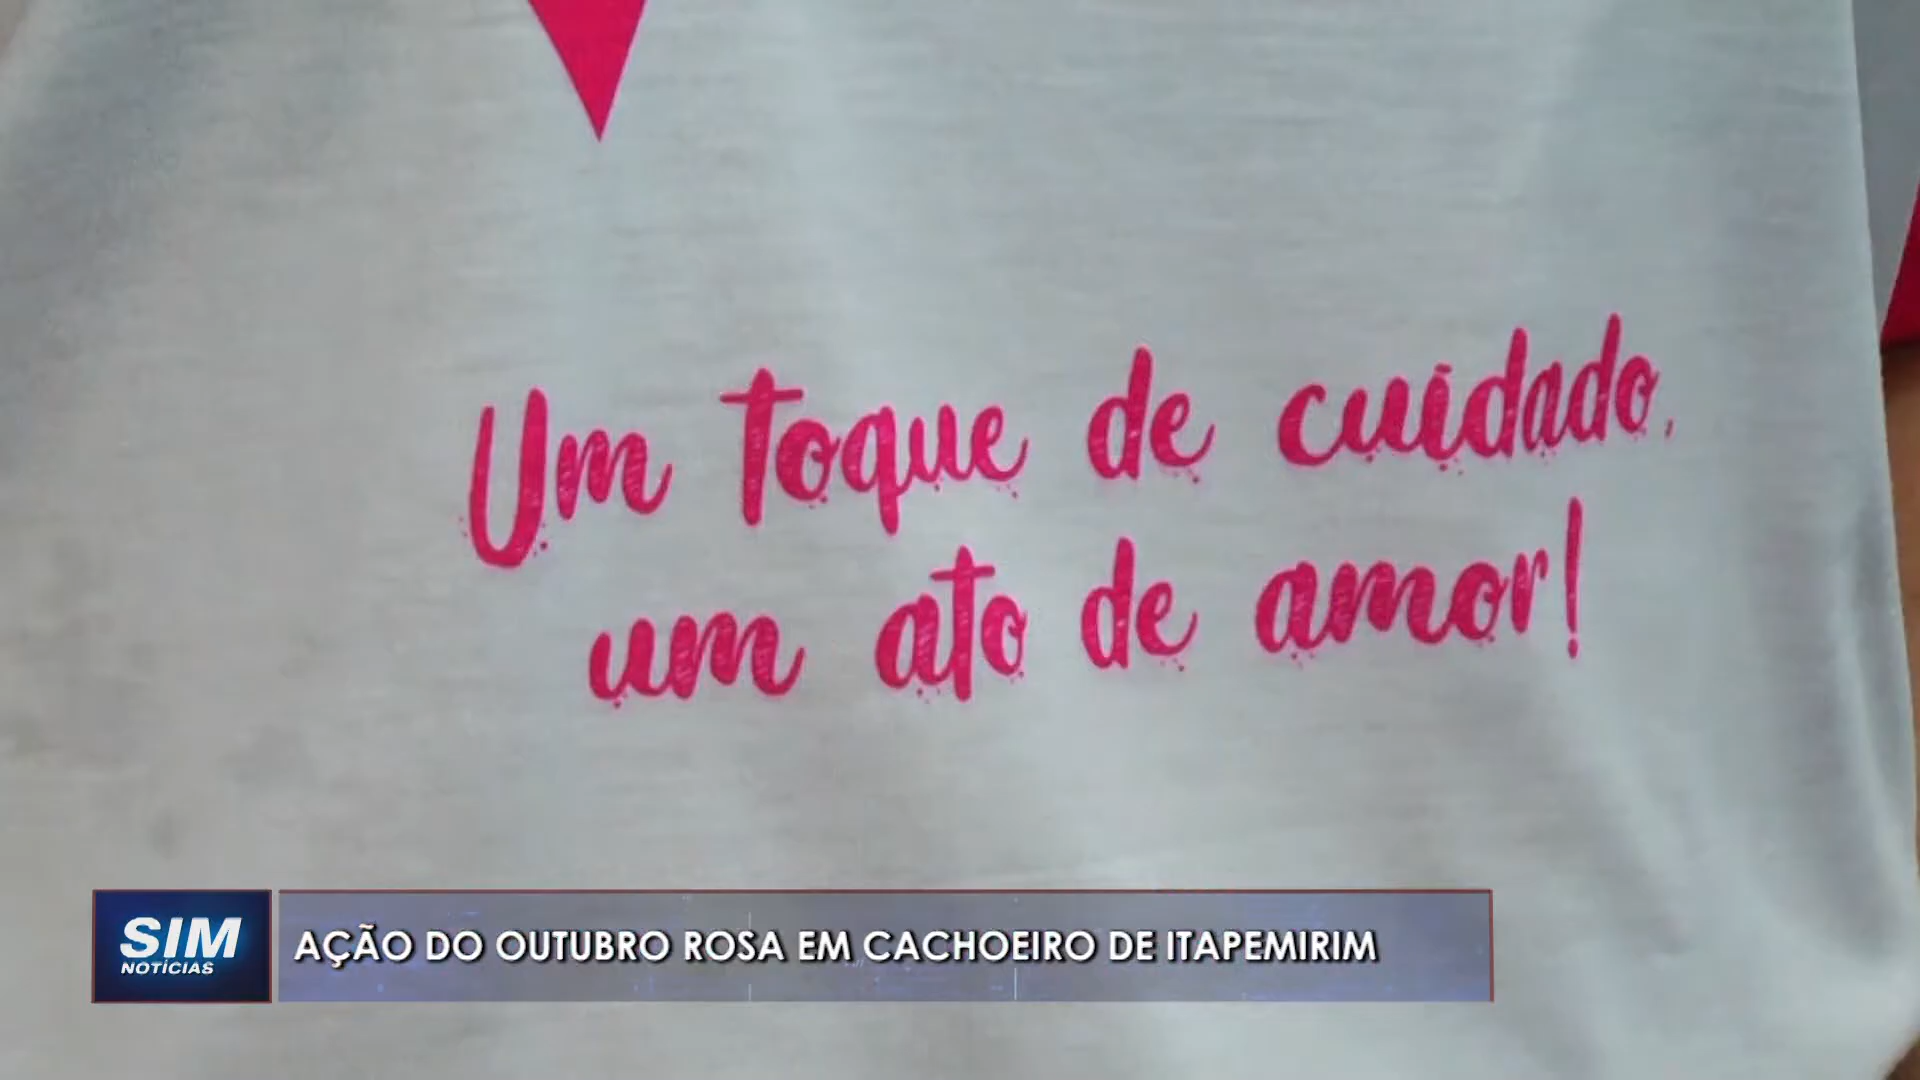 Um toque de cuidado,
um ato de amor!
SIM
NOTÍCIAS
AÇÃO DO OUTUBRO ROSA EM CACHOEIRO DE ITAPEMIRIM